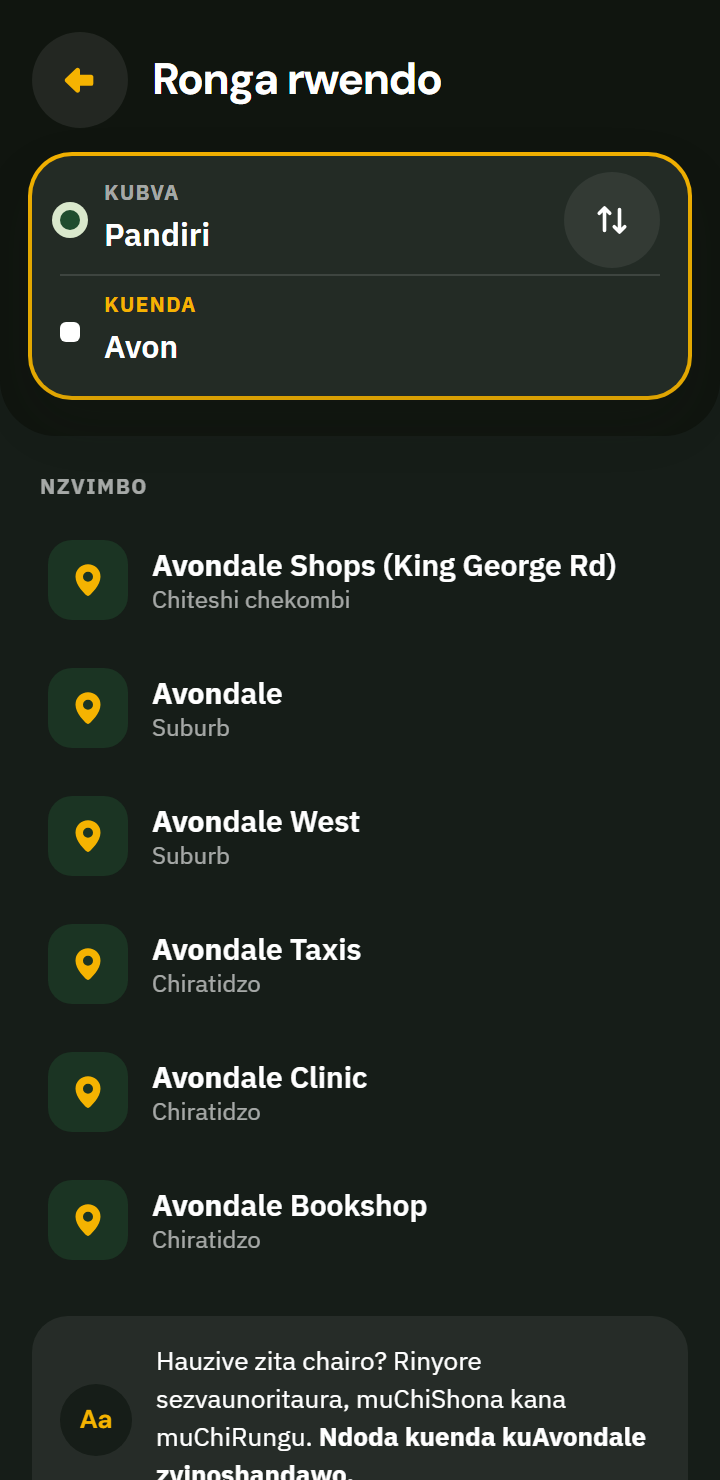 Ronga rwendo
KUBVA
Pandiri
KUENDA
Avon
NZVIMBO
Avondale Shops (King George Rd)
Chiteshi chekombi
Avondale
Suburb
Avondale West
Suburb
Avondale Taxis
Chiratidzo
Avondale Clinic
Chiratidzo
Avondale Bookshop
Chiratidzo
Aa
Hauzive zita chairo? Rinyore
sezvaunoritaura, muChiShona kana
muChiRungu. Ndoda kuenda kuAvondale
zvinoshandawo.